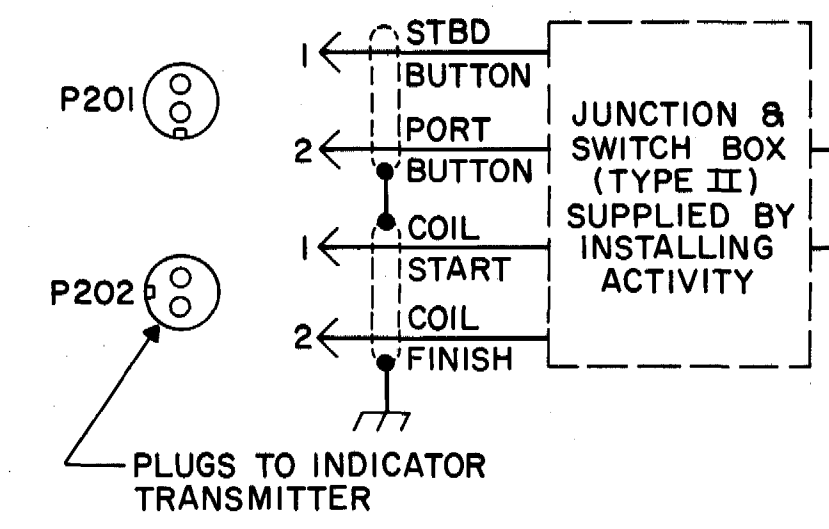 P201
1
STBD
BUTTON
2
PORT
BUTTON
P202
1
COIL
START
2
COIL
FINISH
JUNCTION &
SWITCH BOX
(TYPE II)
SUPPLIED BY
INSTALLING
ACTIVITY
PLUGS TO INDICATOR
TRANSMITTER